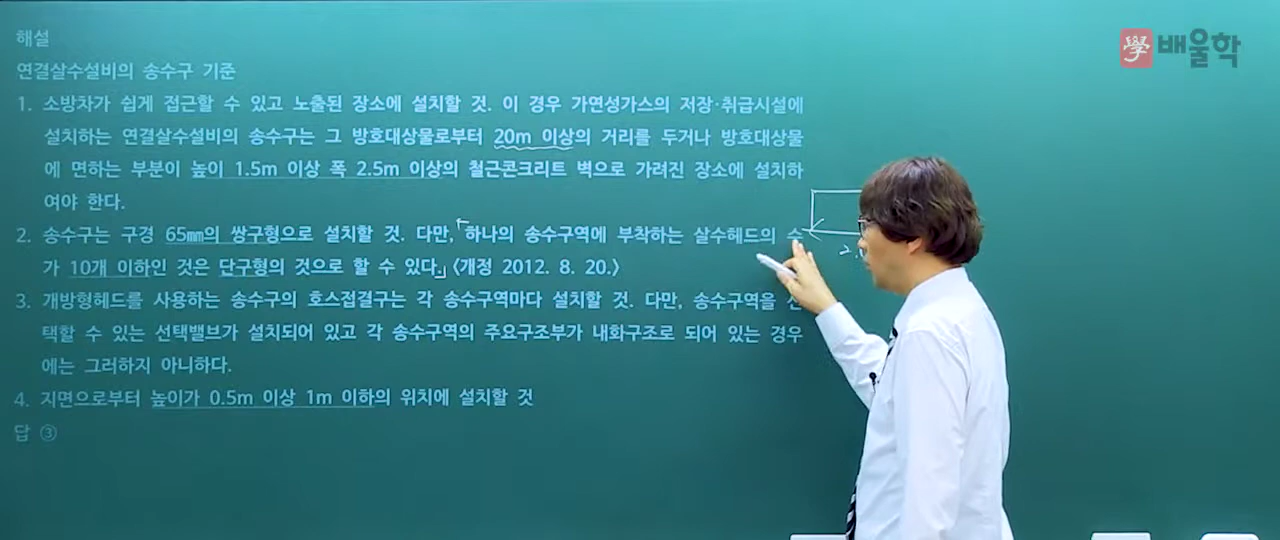 學 배울학
해설
연결살수설비의 송수구 기준
1. 소방차가 쉽게 접근할 수 있고 노출된 장소에 설치할 것. 이 경우 가연성가스의 저장·취급시설에
설치하는 연결살수설비의 송수구는 그 방호대상물로부터 20m 이상의 거리를 두거나 방호대상물
에 면하는 부분이 높이 1.5m 이상 폭 2.5m 이상의 철근콘크리트 벽으로 가려진 장소에 설치하
여야 한다.
2. 송수구는 구경 65㎜의 쌍구형으로 설치할 것. 다만, 「하나의 송수구역에 부착하는 살수헤드의 수
가 10개 이하인 것은 단구형의 것으로 할 수 있다.」 〈개정 2012. 8. 20.〉
3. 개방형헤드를 사용하는 송수구의 호스접결구는 각 송수구역마다 설치할 것. 다만, 송수구역을 선
택할 수 있는 선택밸브가 설치되어 있고 각 송수구역의 주요구조부가 내화구조로 되어 있는 경우
에는 그러하지 아니하다.
4. 지면으로부터 높이가 0.5m 이상 1m 이하의 위치에 설치할 것
답 ③